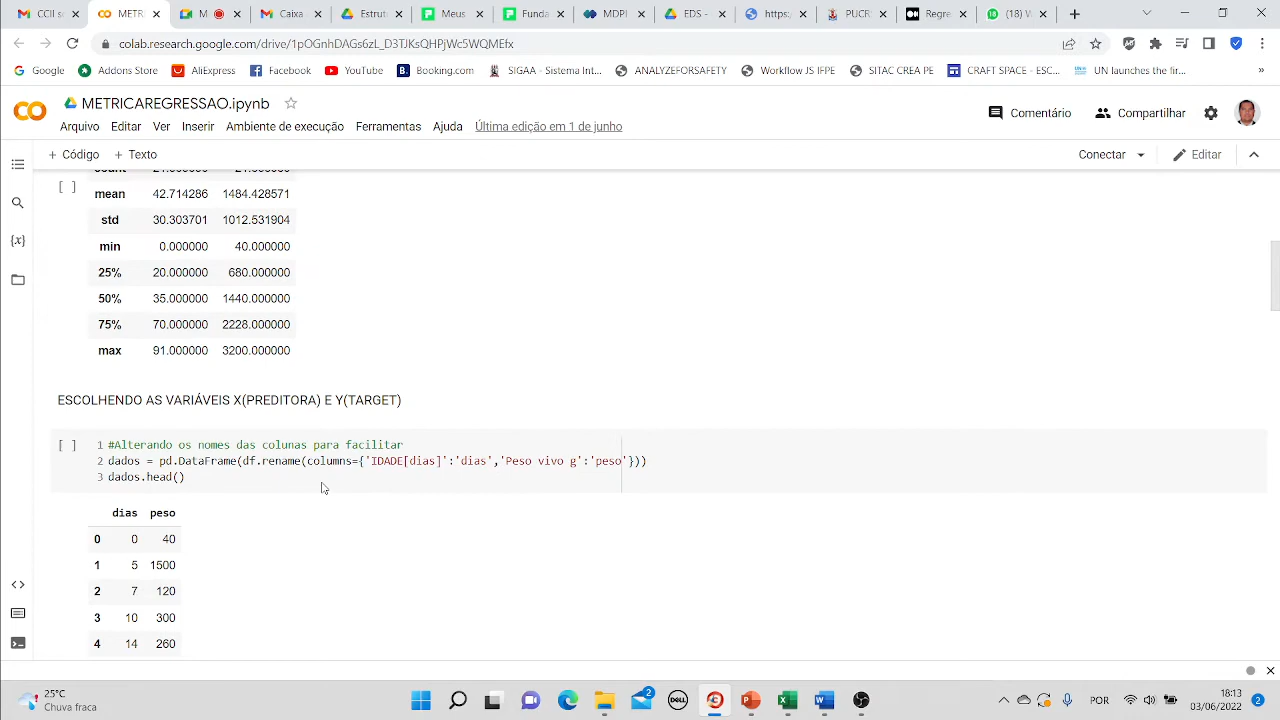 CCII se
METRI
M
Caixa
Estrut
Meus
Funda
MDPI
EDS -
http
PLUS
Regre
(18) W
colab.research.google.com/drive/1pOGnhDAGs6zL_D3TJKsQHPjWc5WQMEfx
Google
Addons Store
AliExpress
Facebook
YouTube
Booking.com
SIGAA - Sistema Int...
ANALYZEFORSAFETY
Workflow JS IFPE
SITAC CREA PE
CRAFT SPACE - ESC...
UN launches the fir...
»
METRICAREGRESSAO.ipynb
Comentário
Compartilhar
Arquivo Editar Ver Inserir Ambiente de execução Ferramentas Ajuda Última edição em 1 de junho
+ Código + Texto
Conectar
Editar
[ ]
mean 42.714286 1484.428571
std 30.303701 1012.531904
min 0.000000 40.000000
25% 20.000000 680.000000
50% 35.000000 1440.000000
75% 70.000000 2228.000000
max 91.000000 3200.000000
ESCOLHENDO AS VARIÁVEIS X(PREDITORA) E Y(TARGET)
[ ] 1 #Alterando os nomes das colunas para facilitar
2 dados = pd.DataFrame(df.rename(columns={'IDADE[dias]':'dias','Peso vivo g':'peso'}))
3 dados.head()
dias peso
0 0 40
1 5 1500
2 7 120
3 10 300
4 14 260
25°C
Chuva fraca
2
DELL
POR
18:13
03/06/2022
2